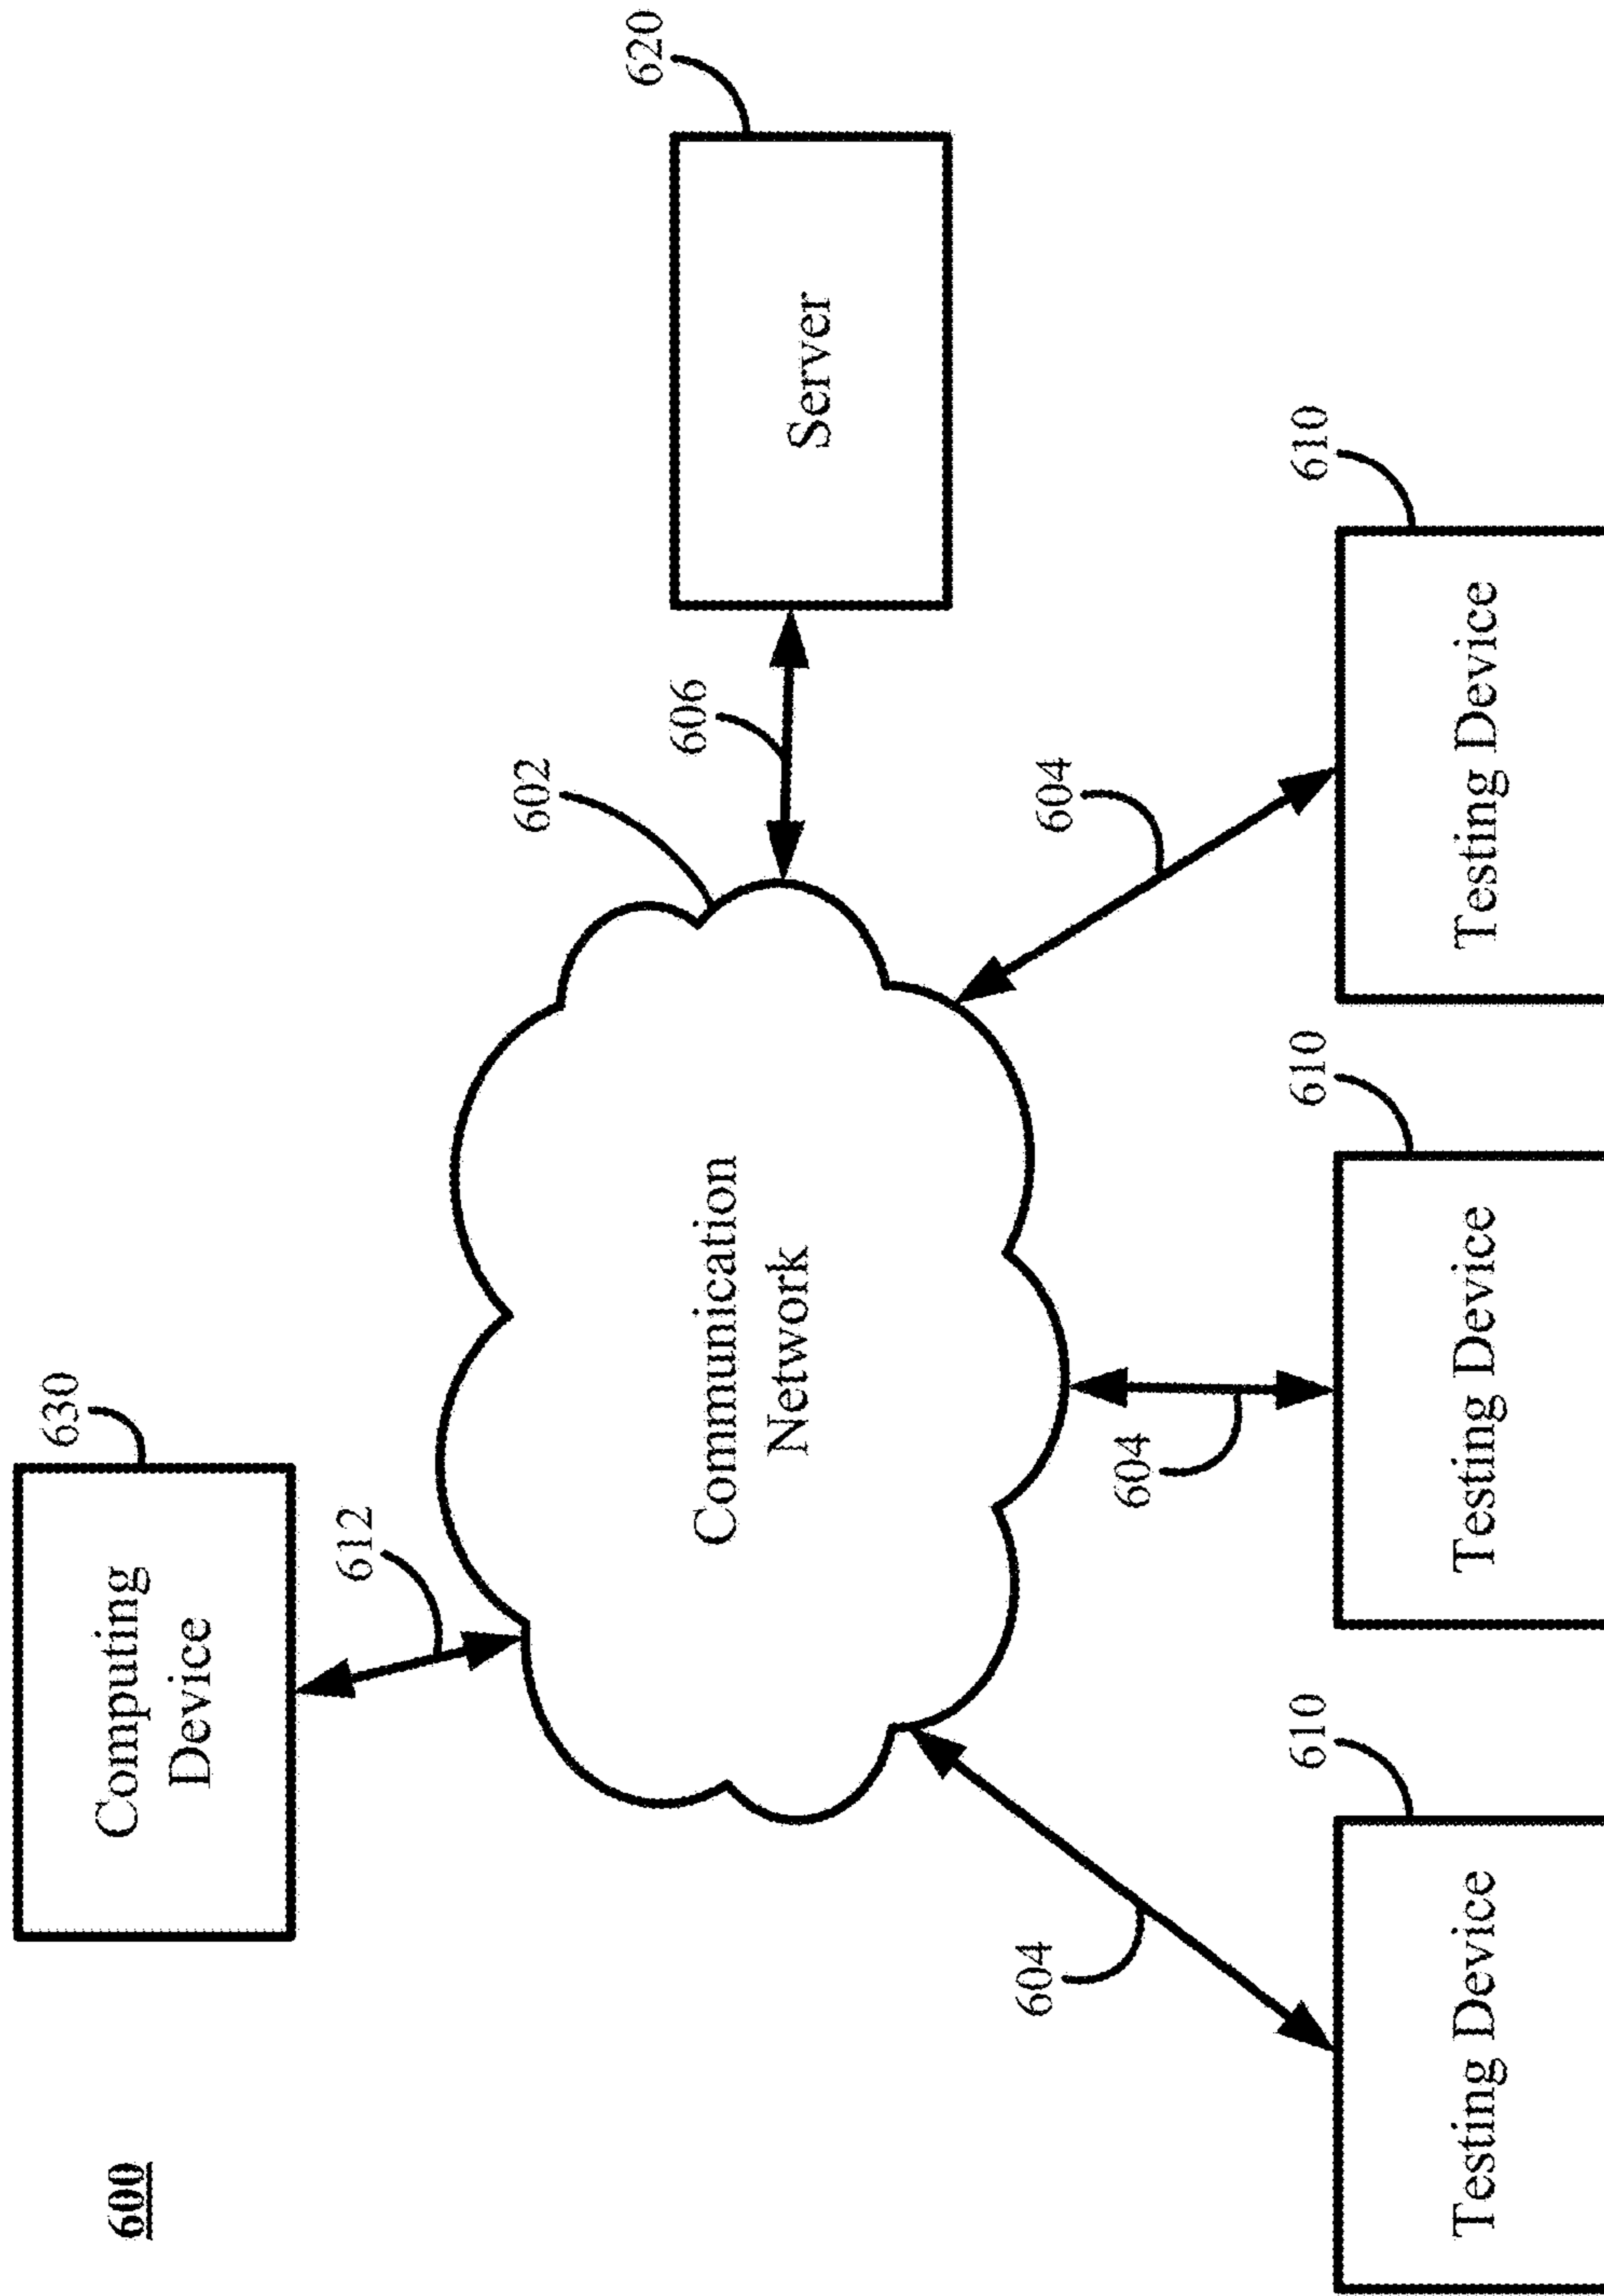 600
Computing
Device
630
612
Communication
Network
602
606
Server
620
604
604
604
Testing Device
610
Testing Device
610
Testing Device
610